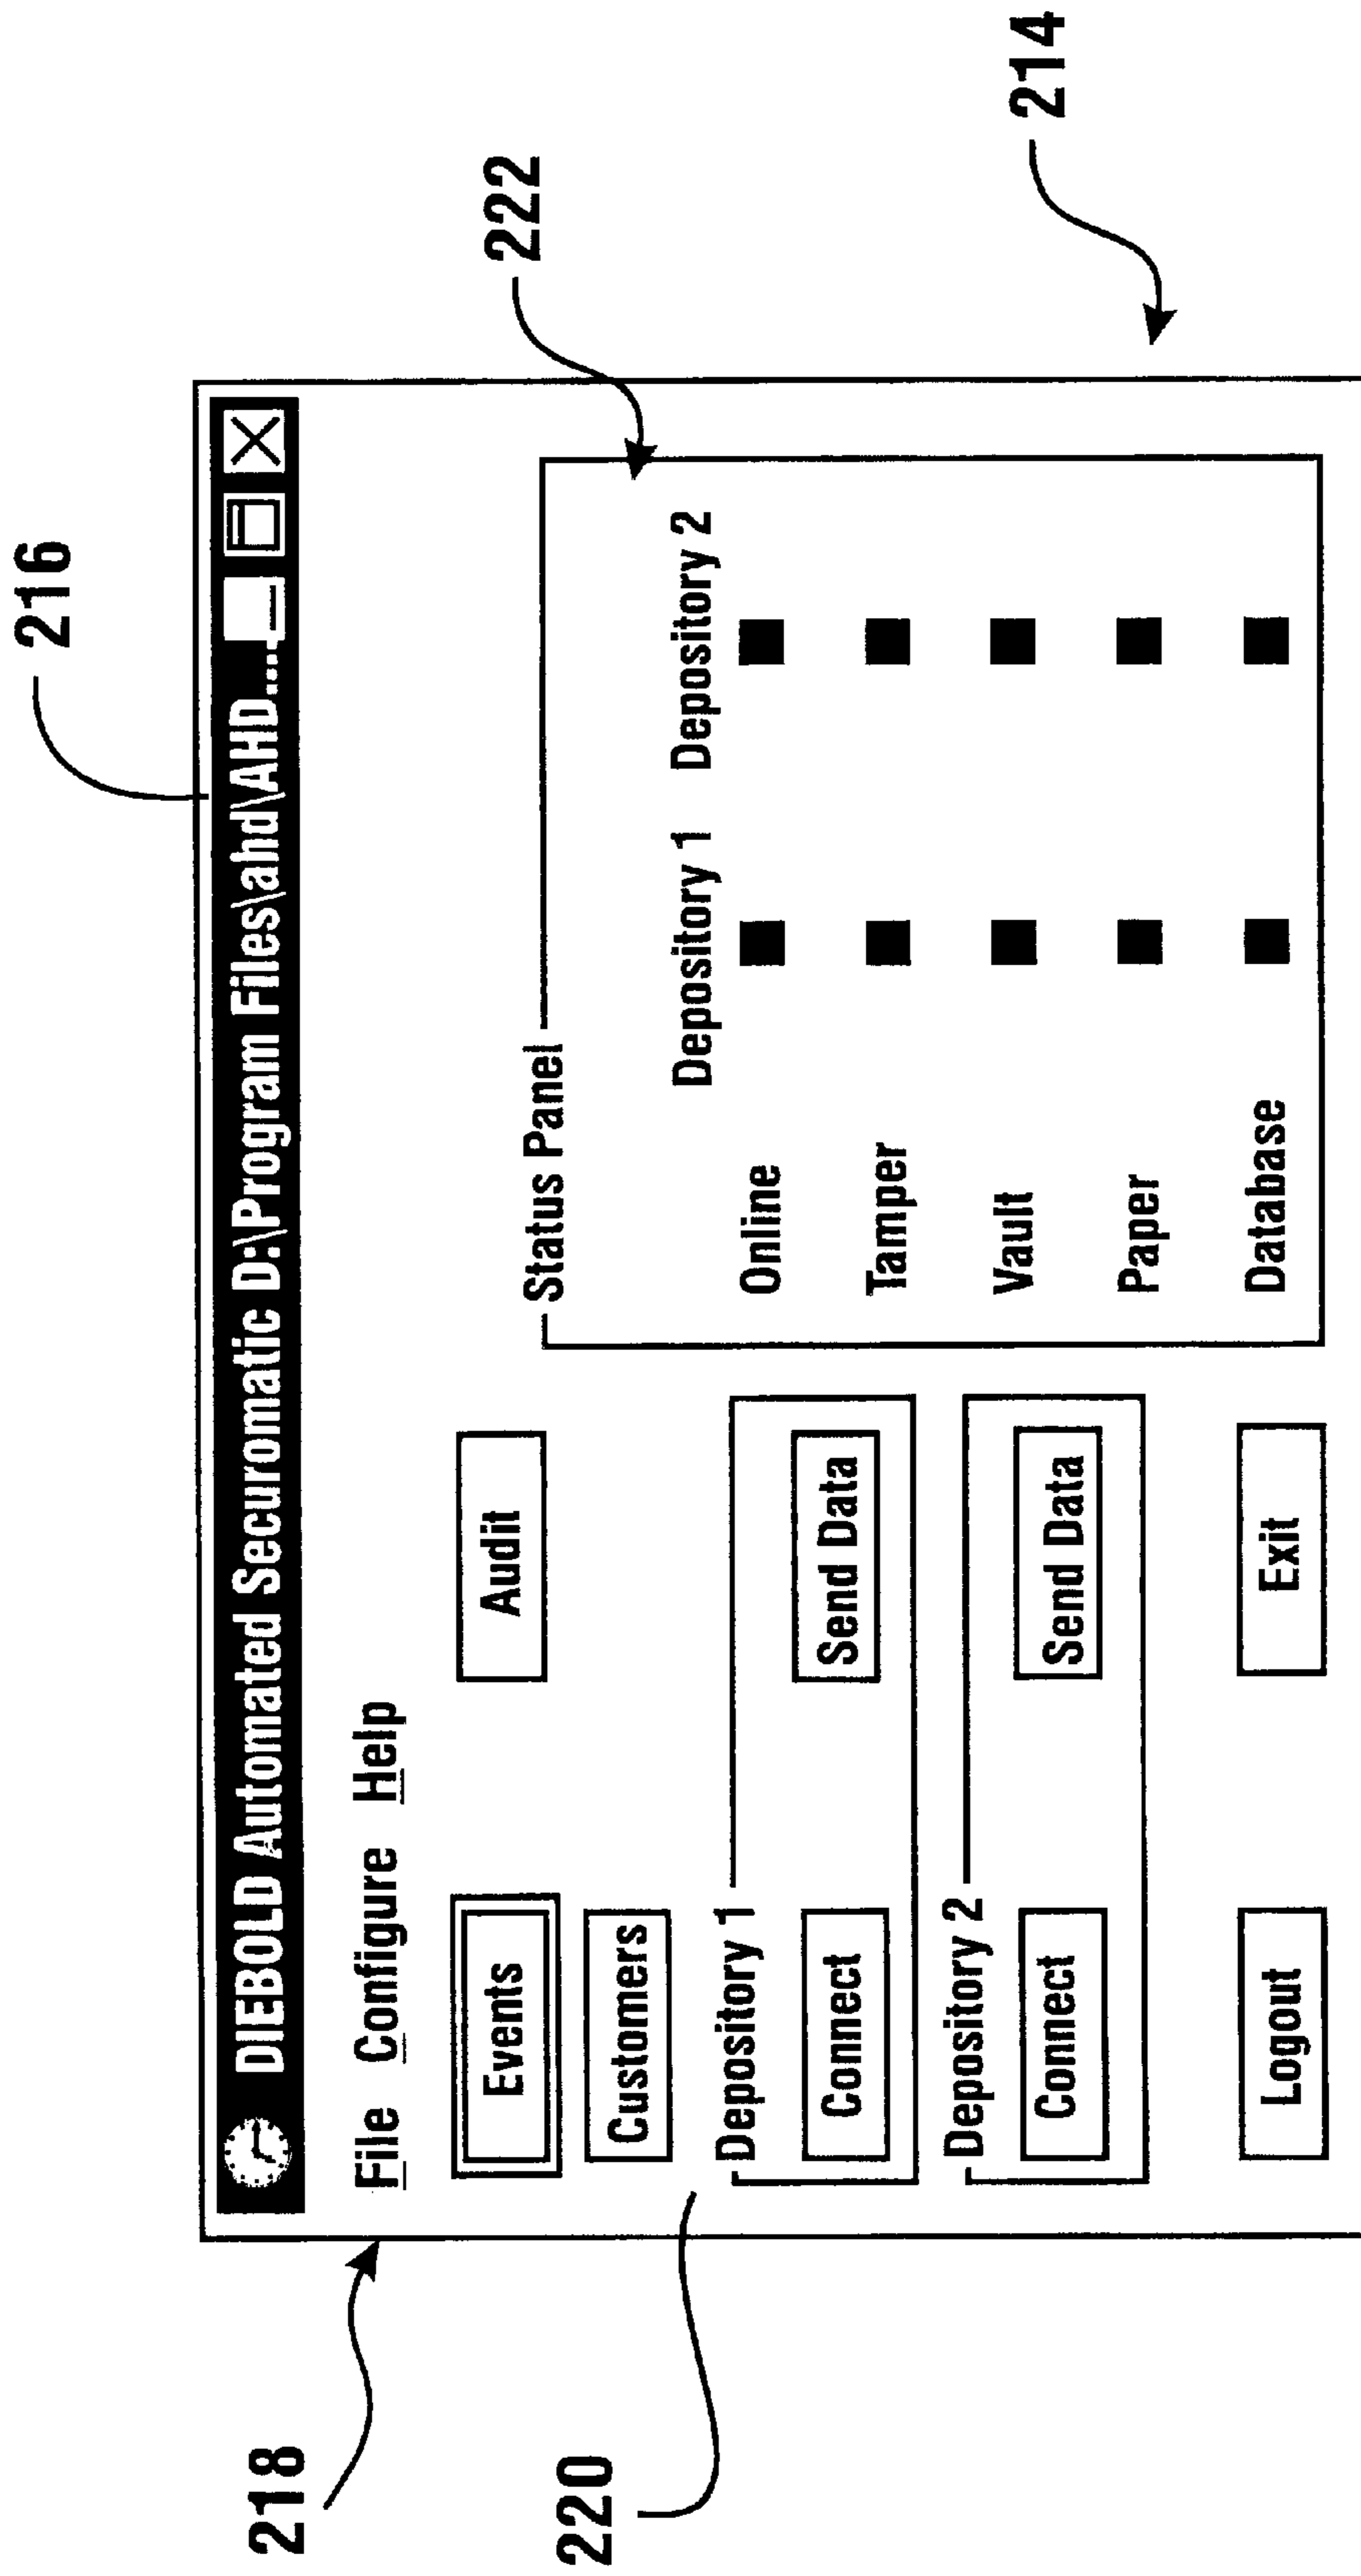 216
DIEBOLD Automated Securomatic D:\Program Files\ahd\AHD....
218
File Configure Help
222
Events
Audit
Customers
220
Depository 1
Connect
Send Data
Depository 2
Connect
Send Data
Logout
Exit
Status Panel
Depository 1 Depository 2
Online
Tamper
Vault
Paper
Database
214